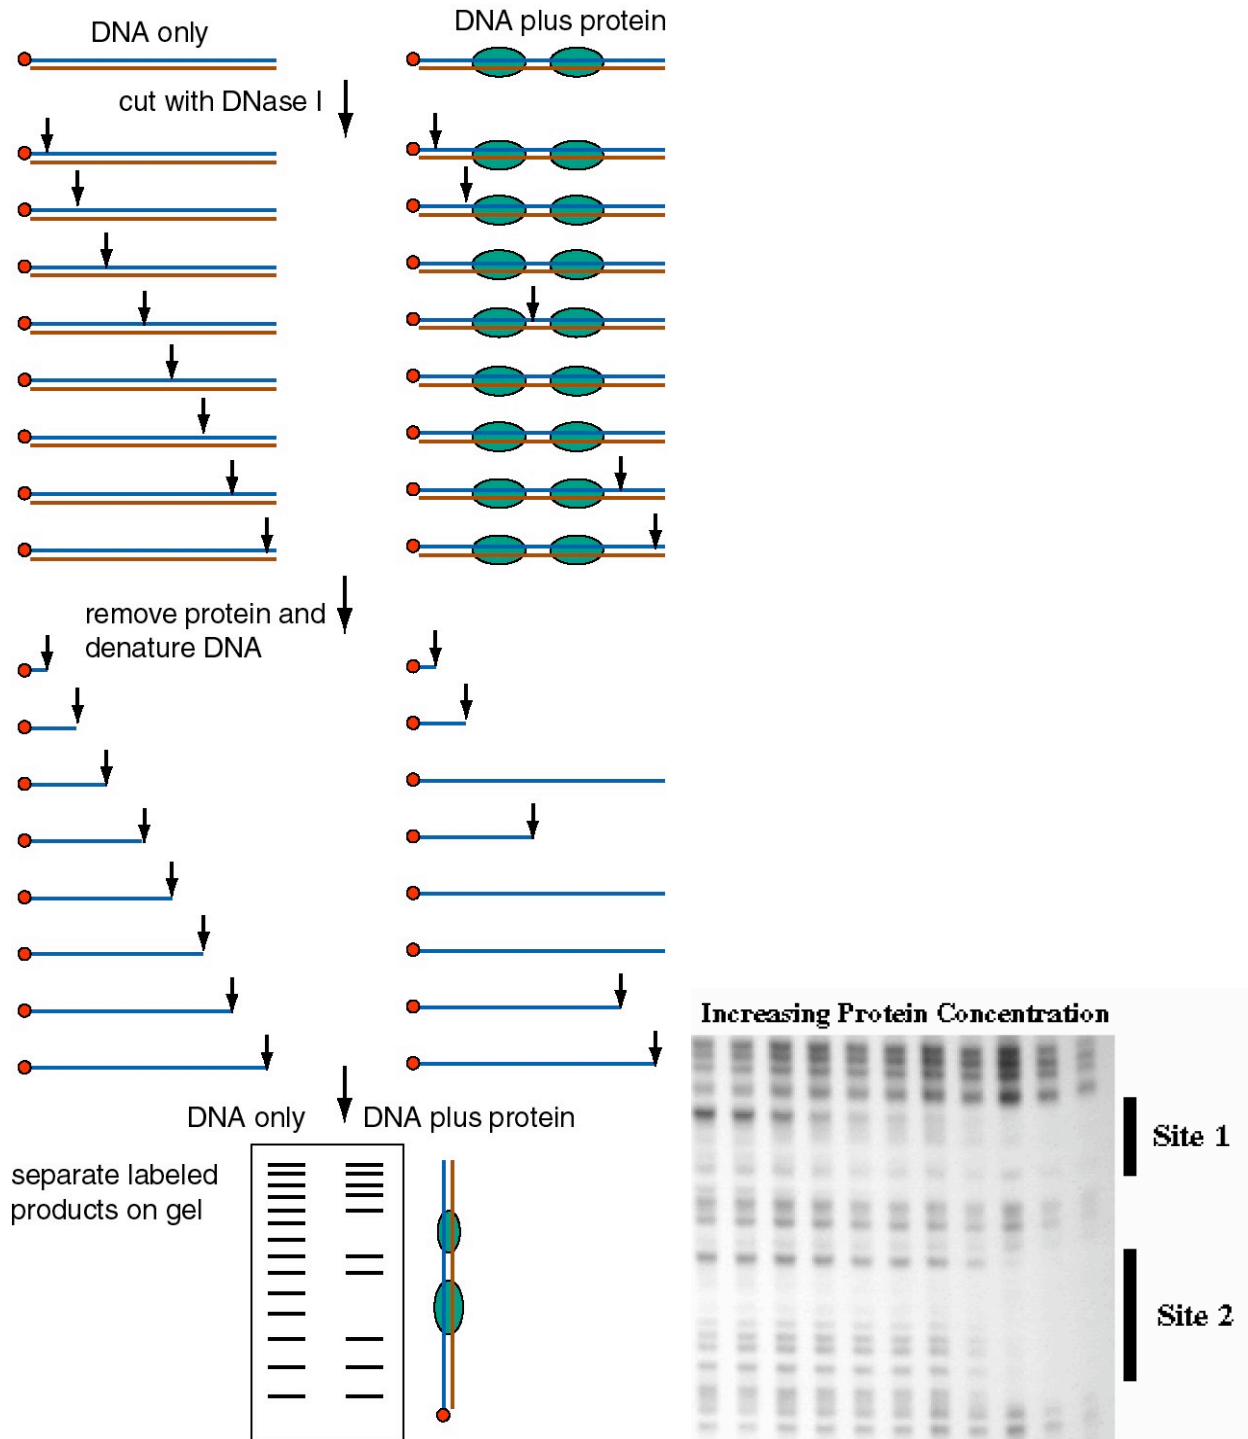 DNA only
DNA plus protein
cut with DNase I
remove protein and
denature DNA
DNA only
DNA plus protein
separate labeled
products on gel
Increasing Protein Concentration
Site 1
Site 2